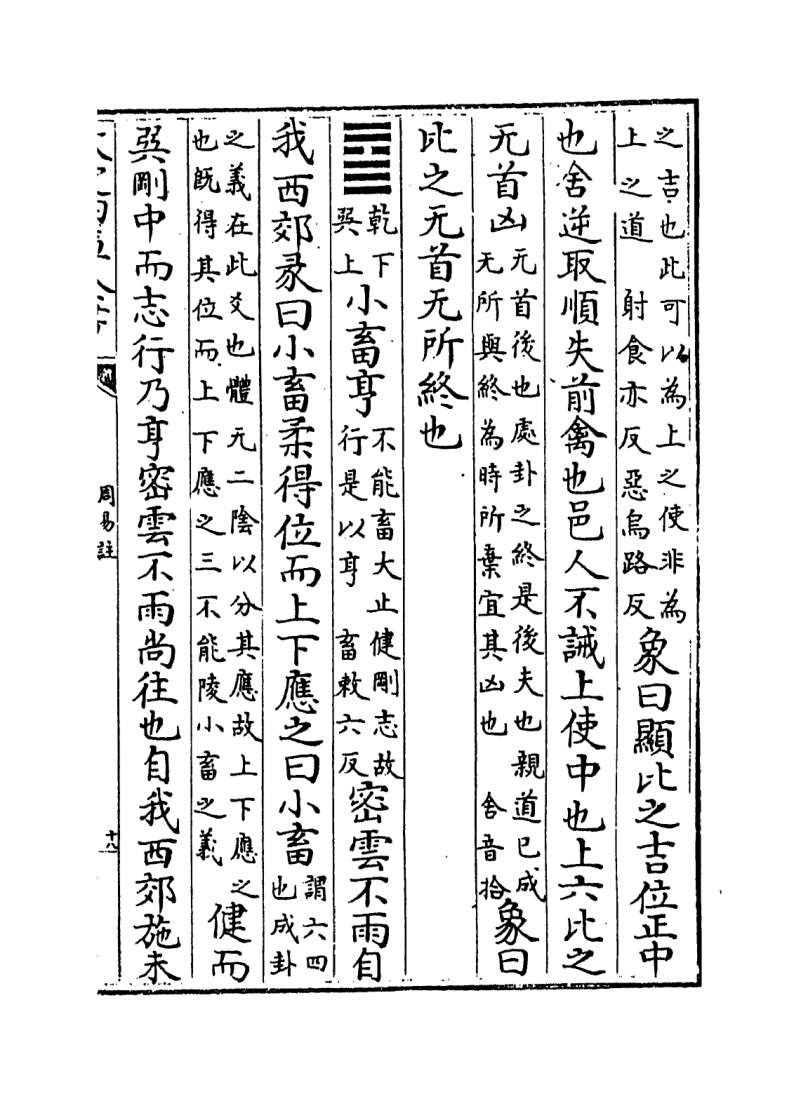 之吉也此可以為上之使非為
上之道 射食亦反惡烏路反
象曰顯比之吉位正中
也舍逆取順失前禽也邑人不誡上使中也上六比之
无首凶
无首後也處卦之終是後夫也親道已成
无所與終為時所棄宜其凶也 舍音拾
象曰
比之无首无所終也
䷈
乾下
巽上
小畜亨
不能畜大止健剛志故
行是以亨 畜敕六反
密雲不雨自
我西郊彖曰小畜柔得位而上下應之曰小畜
謂六四
也成卦
之義在此爻也體无二陰以分其應故上下應之
也既得其位而上下應之三不能陵小畜之義
健而
巽剛中而志行乃亨密雲不雨尚往也自我西郊施未
周易註
十八